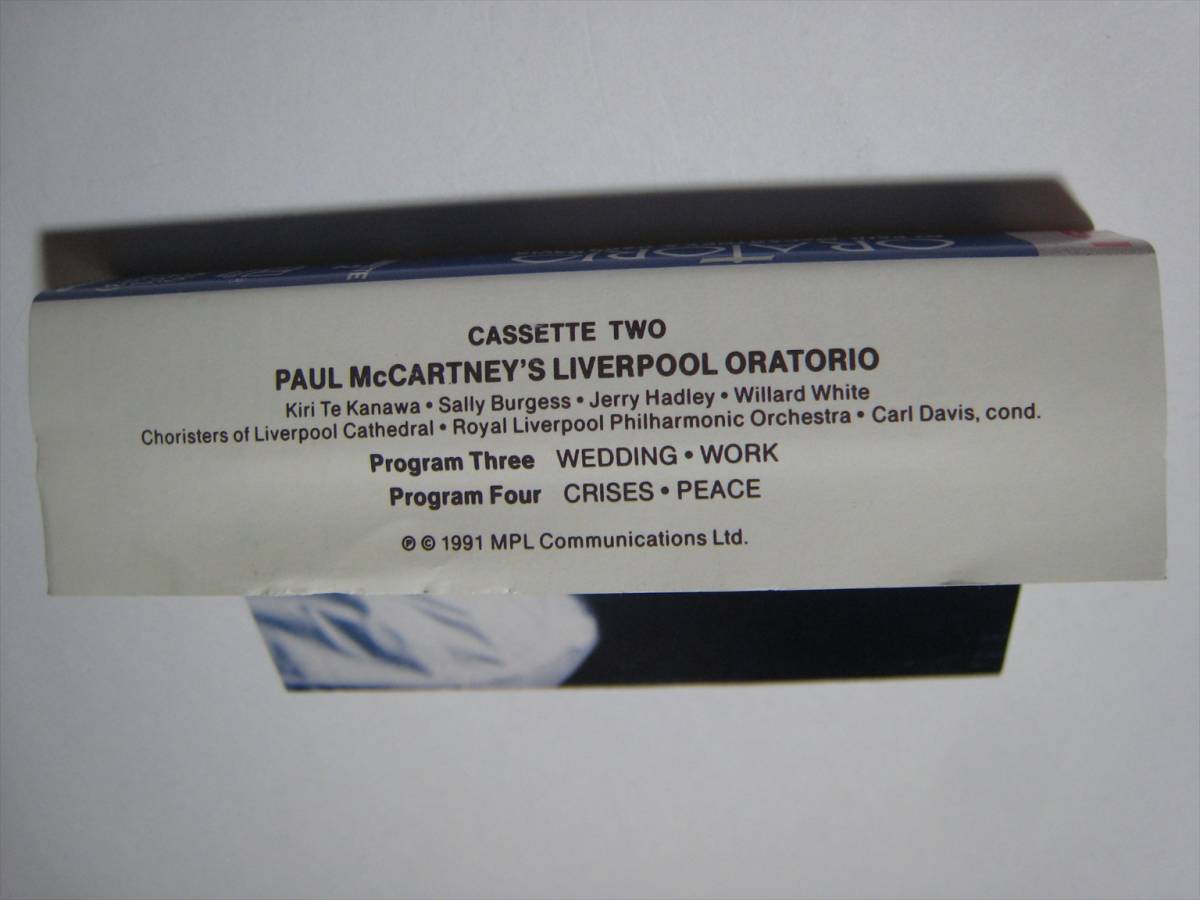 ORATORIO
CASSETTE TWO
PAUL McCARTNEY'S LIVERPOOL ORATORIO
Kiri Te Kanawa • Sally Burgess • Jerry Hadley • Willard White
Choristers of Liverpool Cathedral • Royal Liverpool Philharmonic Orchestra • Carl Davis, cond.
Program Three WEDDING • WORK
Program Four CRISES • PEACE
℗ © 1991 MPL Communications Ltd.